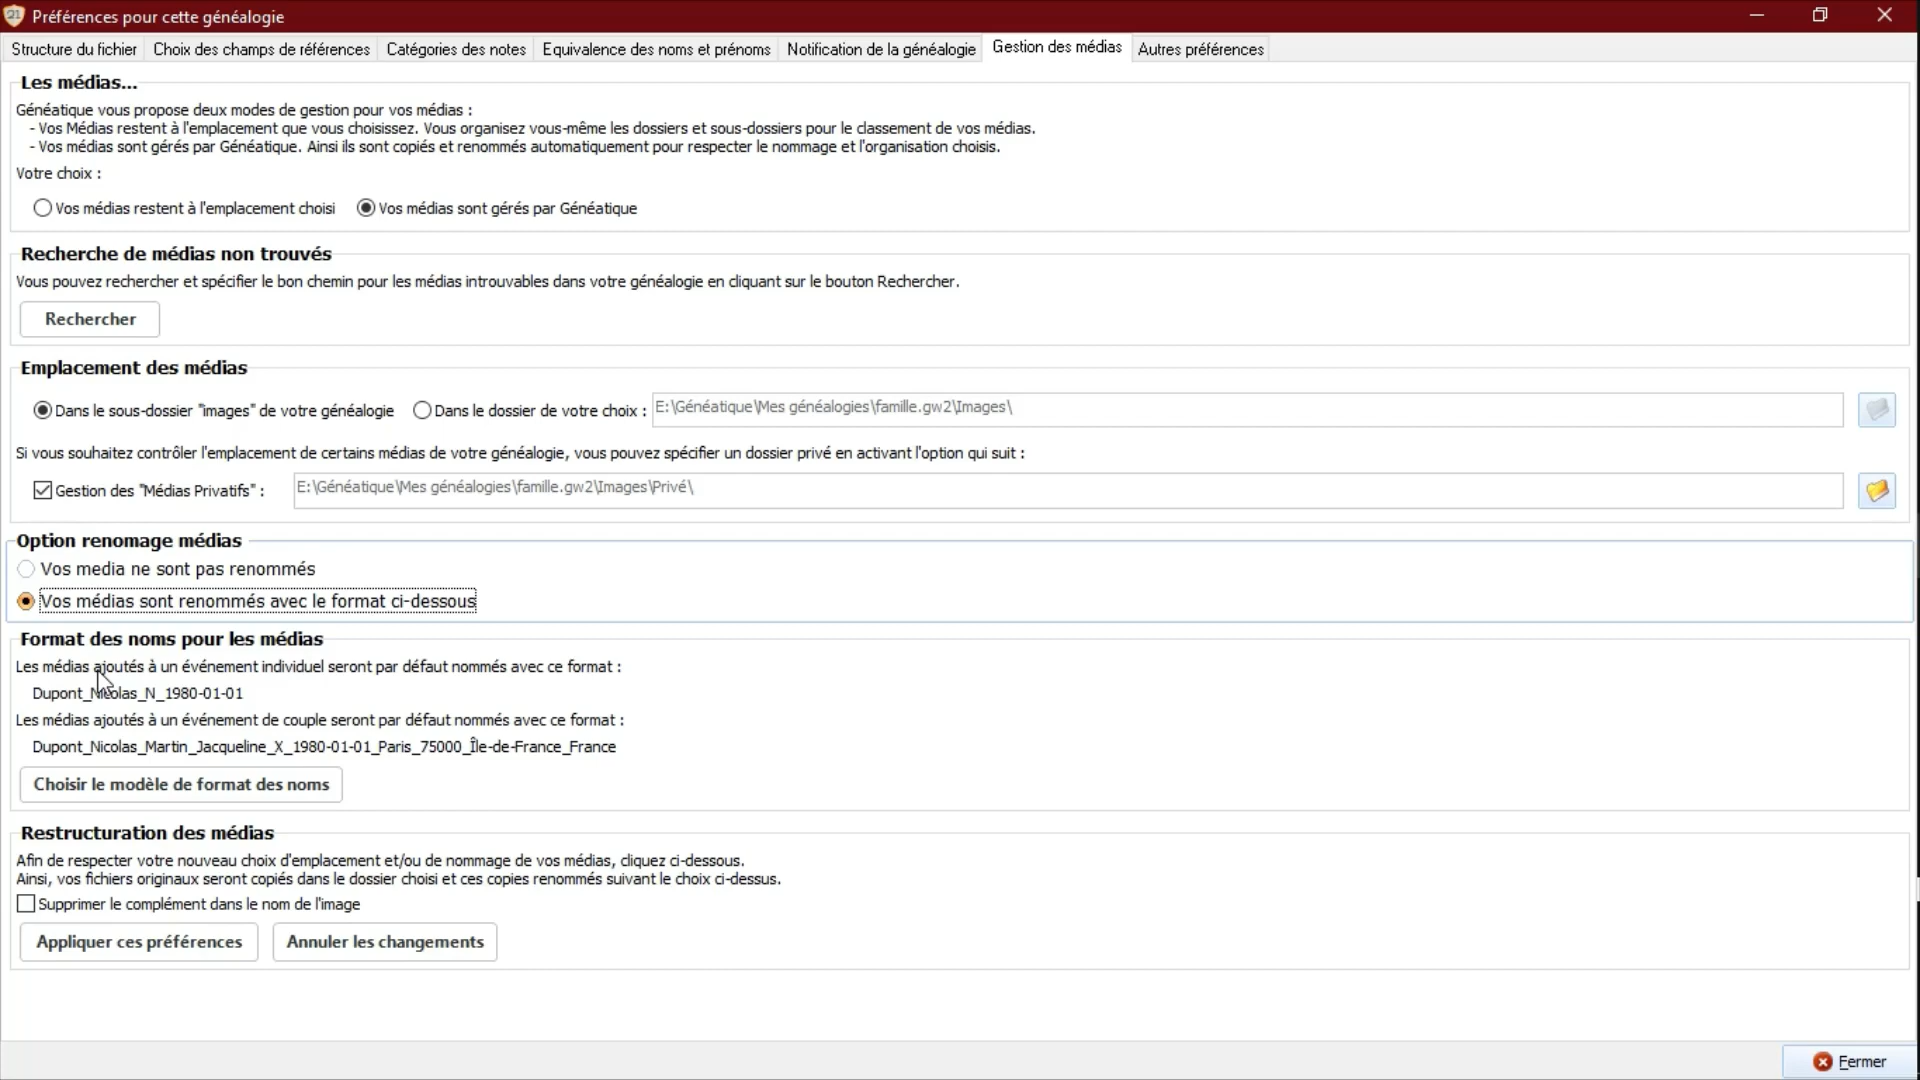 21 Préférences pour cette généalogie
Structure du fichier Choix des champs de références Catégories des notes Equivalence des noms et prénoms Notification de la généalogie Gestion des médias Autres préférences
Les médias...
Généatique vous propose deux modes de gestion pour vos médias :
- Vos Médias restent à l'emplacement que vous choisissez. Vous organisez vous-même les dossiers et sous-dossiers pour le classement de vos médias.
- Vos médias sont gérés par Généatique. Ainsi ils sont copiés et renommés automatiquement pour respecter le nommage et l'organisation choisis.
Votre choix :
Vos médias restent à l'emplacement choisi Vos médias sont gérés par Généatique
Recherche de médias non trouvés
Vous pouvez rechercher et spécifier le bon chemin pour les médias introuvables dans votre généalogie en cliquant sur le bouton Rechercher.
Rechercher
Emplacement des médias
Dans le sous-dossier "images" de votre généalogie Dans le dossier de votre choix : E:\Généatique\Mes généalogies\famille.gw2\Images\
Si vous souhaitez contrôler l'emplacement de certains médias de votre généalogie, vous pouvez spécifier un dossier privé en activant l'option qui suit :
Gestion des "Médias Privatifs" : E:\Généatique\Mes généalogies\famille.gw2\Images\Privé\
Option renomage médias
Vos media ne sont pas renommés
Vos médias sont renommés avec le format ci-dessous
Format des noms pour les médias
Les médias ajoutés à un événement individuel seront par défaut nommés avec ce format :
Dupont_Nicolas_N_1980-01-01
Les médias ajoutés à un événement de couple seront par défaut nommés avec ce format :
Dupont_Nicolas_Martin_Jacqueline_X_1980-01-01_Paris_75000_Île-de-France_France
Choisir le modèle de format des noms
Restructuration des médias
Afin de respecter votre nouveau choix d'emplacement et/ou de nommage de vos médias, cliquez ci-dessous.
Ainsi, vos fichiers originaux seront copiés dans le dossier choisi et ces copies renommés suivant le choix ci-dessus.
Supprimer le complément dans le nom de l'image
Appliquer ces préférences Annuler les changements
Fermer